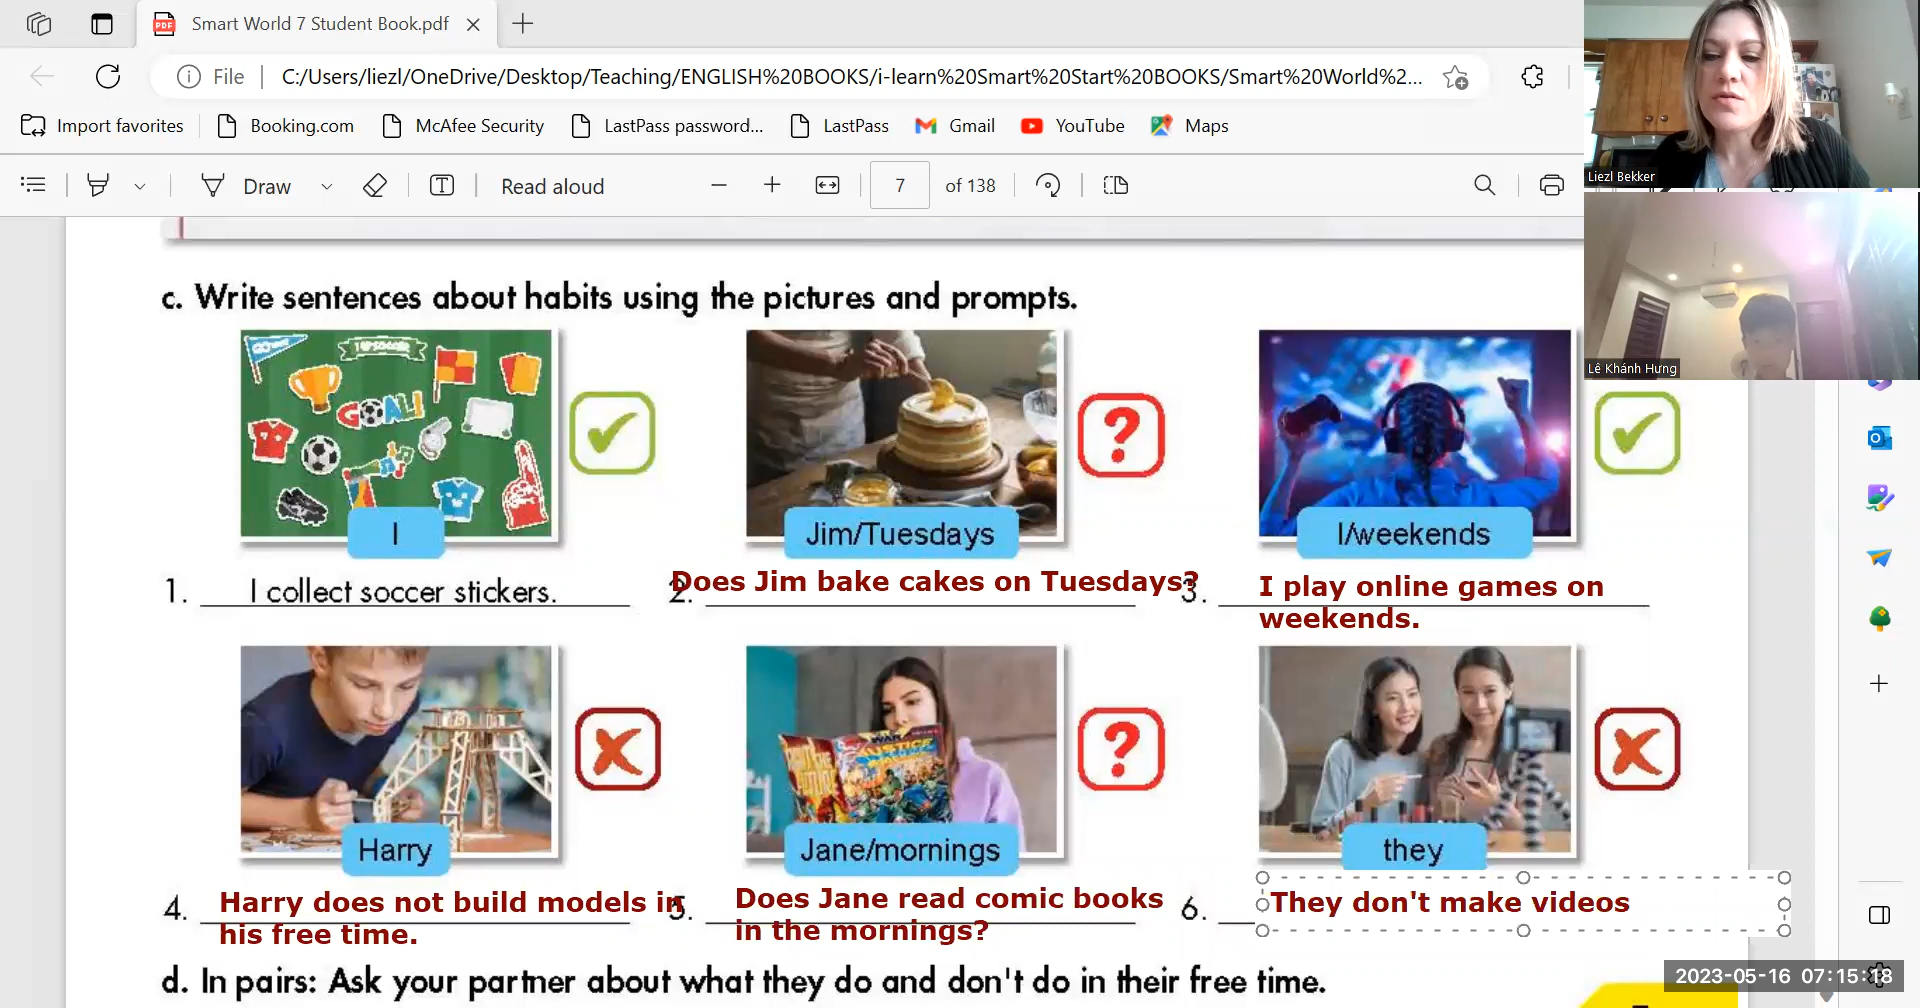 Smart World 7 Student Book.pdf
File
C:/Users/liezl/OneDrive/Desktop/Teaching/ENGLISH%20BOOKS/i-learn%20Smart%20Start%20BOOKS/Smart%20World%2...
Import favorites
Booking.com
McAfee Security
LastPass password...
LastPass
Gmail
YouTube
Maps
Draw
Read aloud
7
of 138
Liezl Bekker
Lê Khánh Hưng
c. Write sentences about habits using the pictures and prompts.
GOAL!
I
Jim/Tuesdays
I/weekends
1. I collect soccer stickers.
2. Does Jim bake cakes on Tuesdays?
3. I play online games on
weekends.
WAR
JUSTICE
Harry
Jane/mornings
they
4. Harry does not build models in
his free time.
5. Does Jane read comic books
in the mornings?
6. They don't make videos
d. In pairs: Ask your partner about what they do and don't do in their free time.
2023-05-16 07:15:18